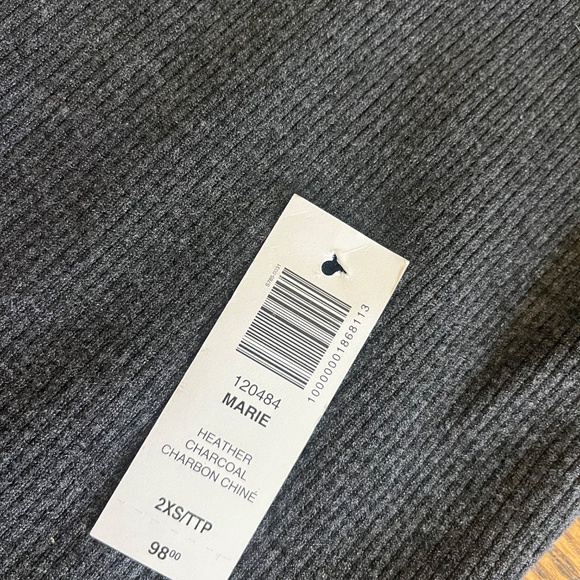 10000001868113
120484
MARIE
HEATHER
CHARCOAL
CHARBON CHINÉ
2XS/TTP
98.00